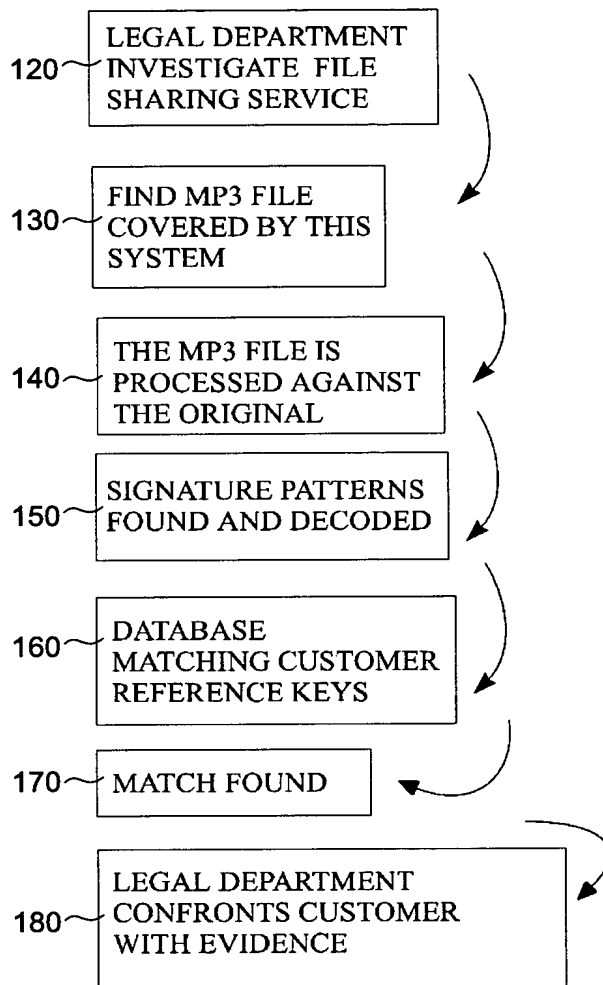 LEGAL DEPARTMENT
120 INVESTIGATE FILE
SHARING SERVICE
FIND MP3 FILE
130 COVERED BY THIS
SYSTEM
THE MP3 FILE IS
140 PROCESSED AGAINST
THE ORIGINAL
SIGNATURE PATTERNS
150 FOUND AND DECODED
DATABASE
160 MATCHING CUSTOMER
REFERENCE KEYS
170 MATCH FOUND
LEGAL DEPARTMENT
180 CONFRONTS CUSTOMER
WITH EVIDENCE